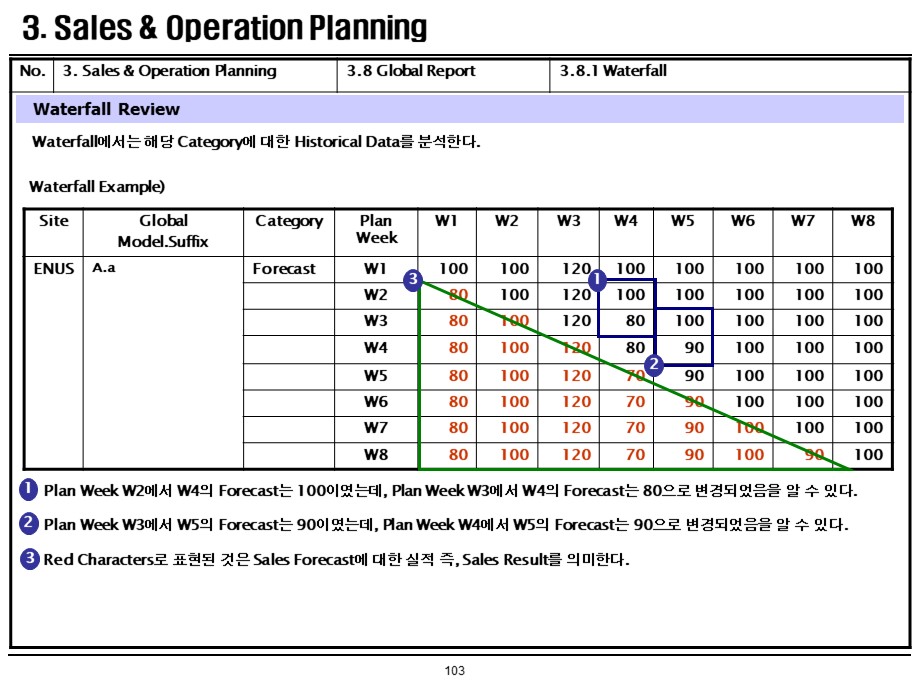 3. Sales & Operation Planning
No. 3. Sales & Operation Planning 3.8 Global Report 3.8.1 Waterfall
Waterfall Review
Waterfall에서는 해당 Category에 대한 Historical Data를 분석한다.
Waterfall Example)
Site Global Model.Suffix Category Plan Week W1 W2 W3 W4 W5 W6 W7 W8
ENUS A.a Forecast W1 100 100 120 100 100 100 100 100
W2 80 100 120 100 100 100 100 100
W3 80 100 120 80 100 100 100 100
W4 80 100 120 80 90 100 100 100
W5 80 100 120 70 90 100 100 100
W6 80 100 120 70 90 100 100 100
W7 80 100 120 70 90 100 100 100
W8 80 100 120 70 90 100 90 100
3
1
2
1 Plan Week W2에서 W4의 Forecast는 100이였는데, Plan Week W3에서 W4의 Forecast는 80으로 변경되었음을 알 수 있다.
2 Plan Week W3에서 W5의 Forecast는 90이였는데, Plan Week W4에서 W5의 Forecast는 90으로 변경되었음을 알 수 있다.
3 Red Characters로 표현된 것은 Sales Forecast에 대한 실적 즉, Sales Result를 의미한다.
103